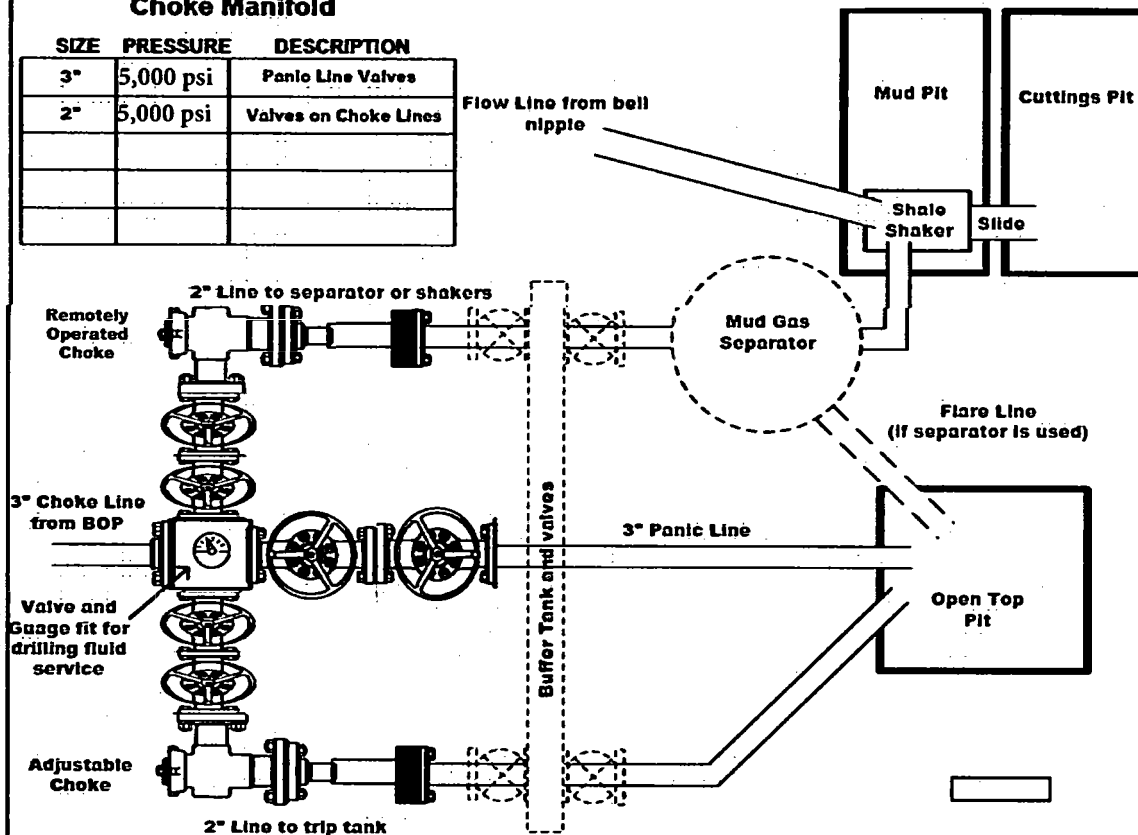 Choke Manifold
SIZE PRESSURE DESCRIPTION
3" 5,000 psi Panic Line Valves
2" 5,000 psi Valves on Choke Lines
Flow Line from bell
nipple
Mud Pit
Cuttings Pit
Shale
Shaker
Slide
2" Line to separator or shakers
Remotely
Operated
Choke
Mud Gas
Separator
Flare Line
(If separator is used)
3" Choke Line
from BOP
3" Panic Line
Buffer Tank and valves
Valve and
Guage fit for
drilling fluid
service
Open Top
Pit
Adjustable
Choke
2" Line to trip tank